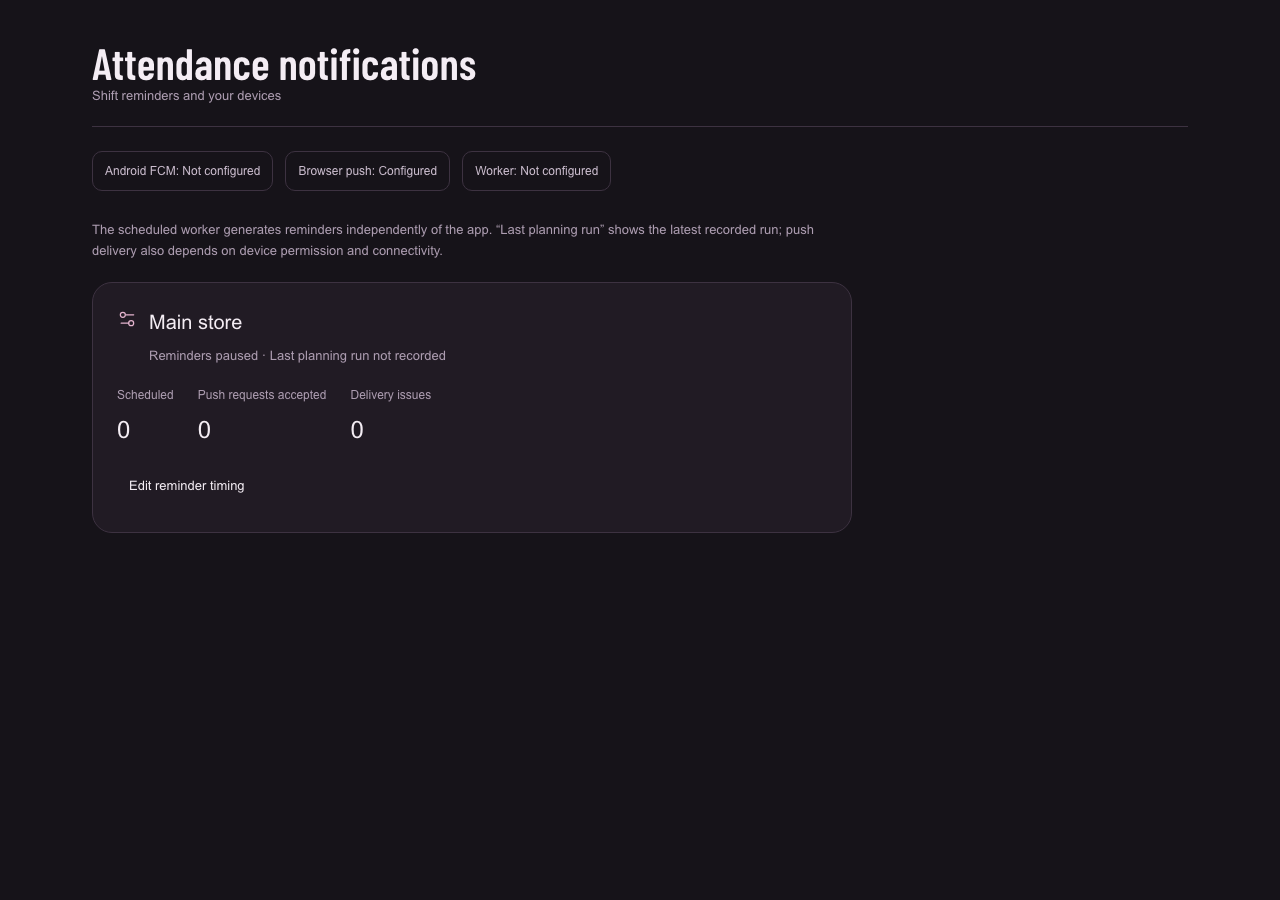 Attendance notifications
Shift reminders and your devices
Android FCM: Not configured
Browser push: Configured
Worker: Not configured
The scheduled worker generates reminders independently of the app. “Last planning run” shows the latest recorded run; push
delivery also depends on device permission and connectivity.
Main store
Reminders paused · Last planning run not recorded
Scheduled
Push requests accepted
Delivery issues
0
0
0
Edit reminder timing